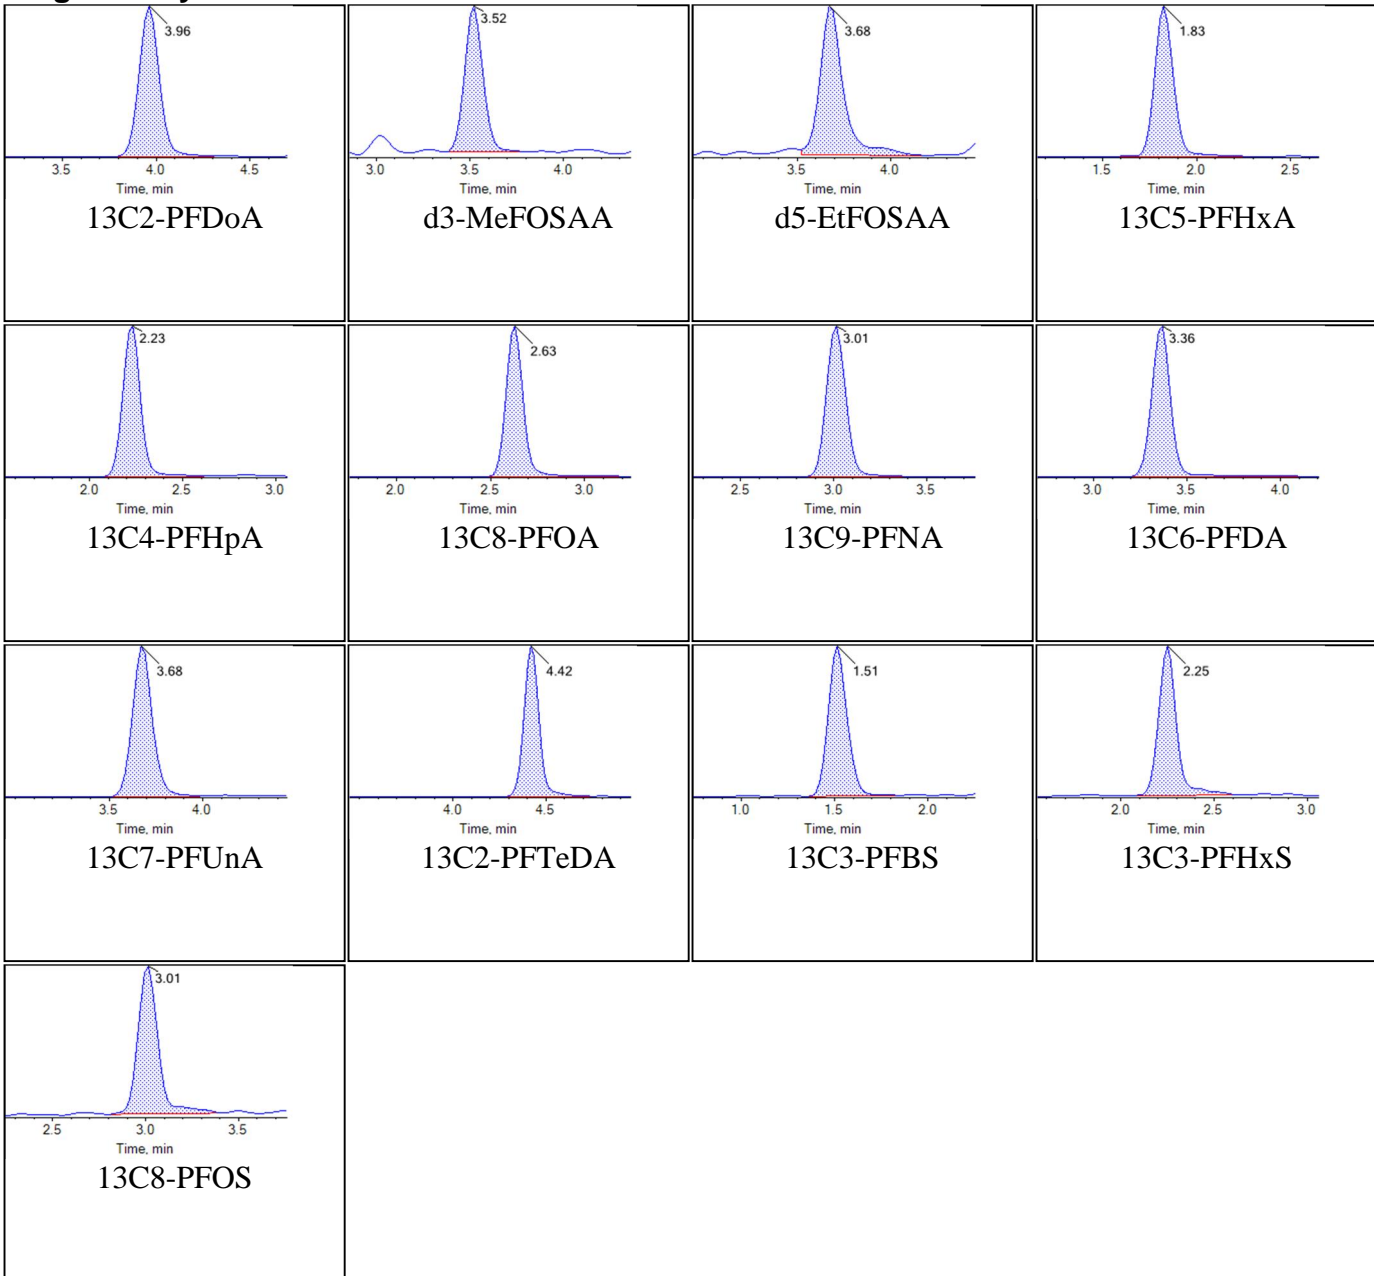 3.96
3.5 4.0 4.5
Time, min
13C2-PFDoA
3.52
3.0 3.5 4.0
Time, min
d3-MeFOSAA
3.68
3.5 4.0
Time, min
d5-EtFOSAA
1.83
1.5 2.0 2.5
Time, min
13C5-PFHxA
2.23
2.0 2.5 3.0
Time, min
13C4-PFHpA
2.63
2.0 2.5 3.0
Time, min
13C8-PFOA
3.01
2.5 3.0 3.5
Time, min
13C9-PFNA
3.36
3.0 3.5 4.0
Time, min
13C6-PFDA
3.68
3.5 4.0
Time, min
13C7-PFUnA
4.42
4.0 4.5
Time, min
13C2-PFTeDA
1.51
1.0 1.5 2.0
Time, min
13C3-PFBS
2.25
2.0 2.5 3.0
Time, min
13C3-PFHxS
3.01
2.5 3.0 3.5
Time, min
13C8-PFOS